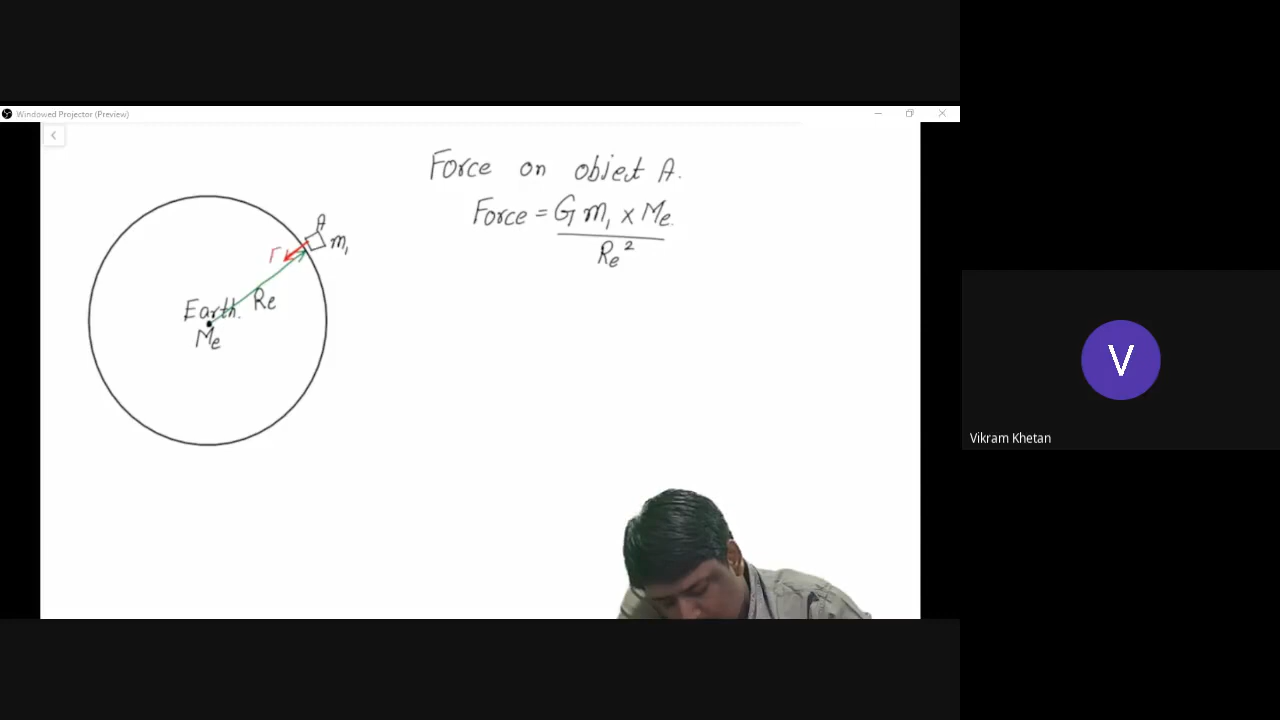 Windowed Projector (Preview)
Force on object A.
Force = G m₁ x Me
Re²
A
m₁
F
Earth. Re
Me
V
Vikram Khetan